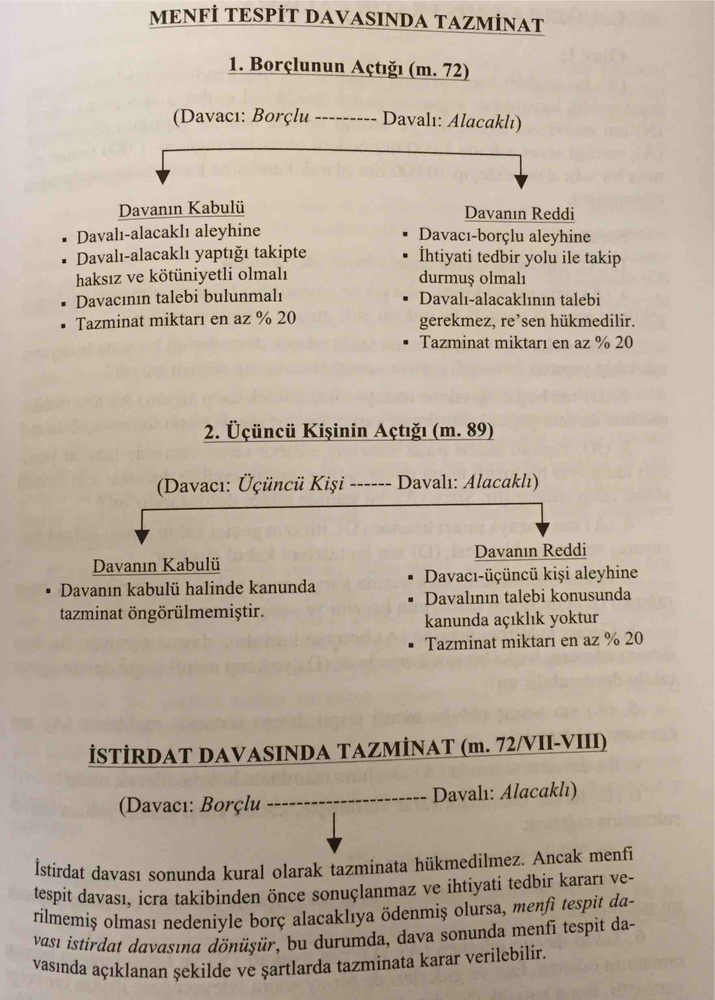 MENFİ TESPİT DAVASINDA TAZMİNAT
1. Borçlunun Açtığı (m. 72)
(Davacı: Borçlu --------- Davalı: Alacaklı)
Davanın Kabulü
▪ Davalı-alacaklı aleyhine
▪ Davalı-alacaklı yaptığı takipte
haksız ve kötüniyetli olmalı
▪ Davacının talebi bulunmalı
▪ Tazminat miktarı en az % 20
Davanın Reddi
▪ Davacı-borçlu aleyhine
▪ İhtiyati tedbir yolu ile takip
durmuş olmalı
▪ Davalı-alacaklının talebi
gerekmez, re’sen hükmedilir.
▪ Tazminat miktarı en az % 20
2. Üçüncü Kişinin Açtığı (m. 89)
(Davacı: Üçüncü Kişi ------ Davalı: Alacaklı)
Davanın Kabulü
▪ Davanın kabulü halinde kanunda
tazminat öngörülmemiştir.
Davanın Reddi
▪ Davacı-üçüncü kişi aleyhine
▪ Davalının talebi konusunda
kanunda açıklık yoktur
▪ Tazminat miktarı en az % 20
İSTİRDAT DAVASINDA TAZMİNAT (m. 72/VII-VIII)
(Davacı: Borçlu ---------------------- Davalı: Alacaklı)
İstirdat davası sonunda kural olarak tazminata hükmedilmez. Ancak menfi
tespit davası, icra takibinden önce sonuçlanmaz ve ihtiyati tedbir kararı ve-
rilmemiş olması nedeniyle borç alacaklıya ödenmiş olursa, menfi tespit da-
vası istirdat davasına dönüşür, bu durumda, dava sonunda menfi tespit da-
vasında açıklanan şekilde ve şartlarda tazminata karar verilebilir.